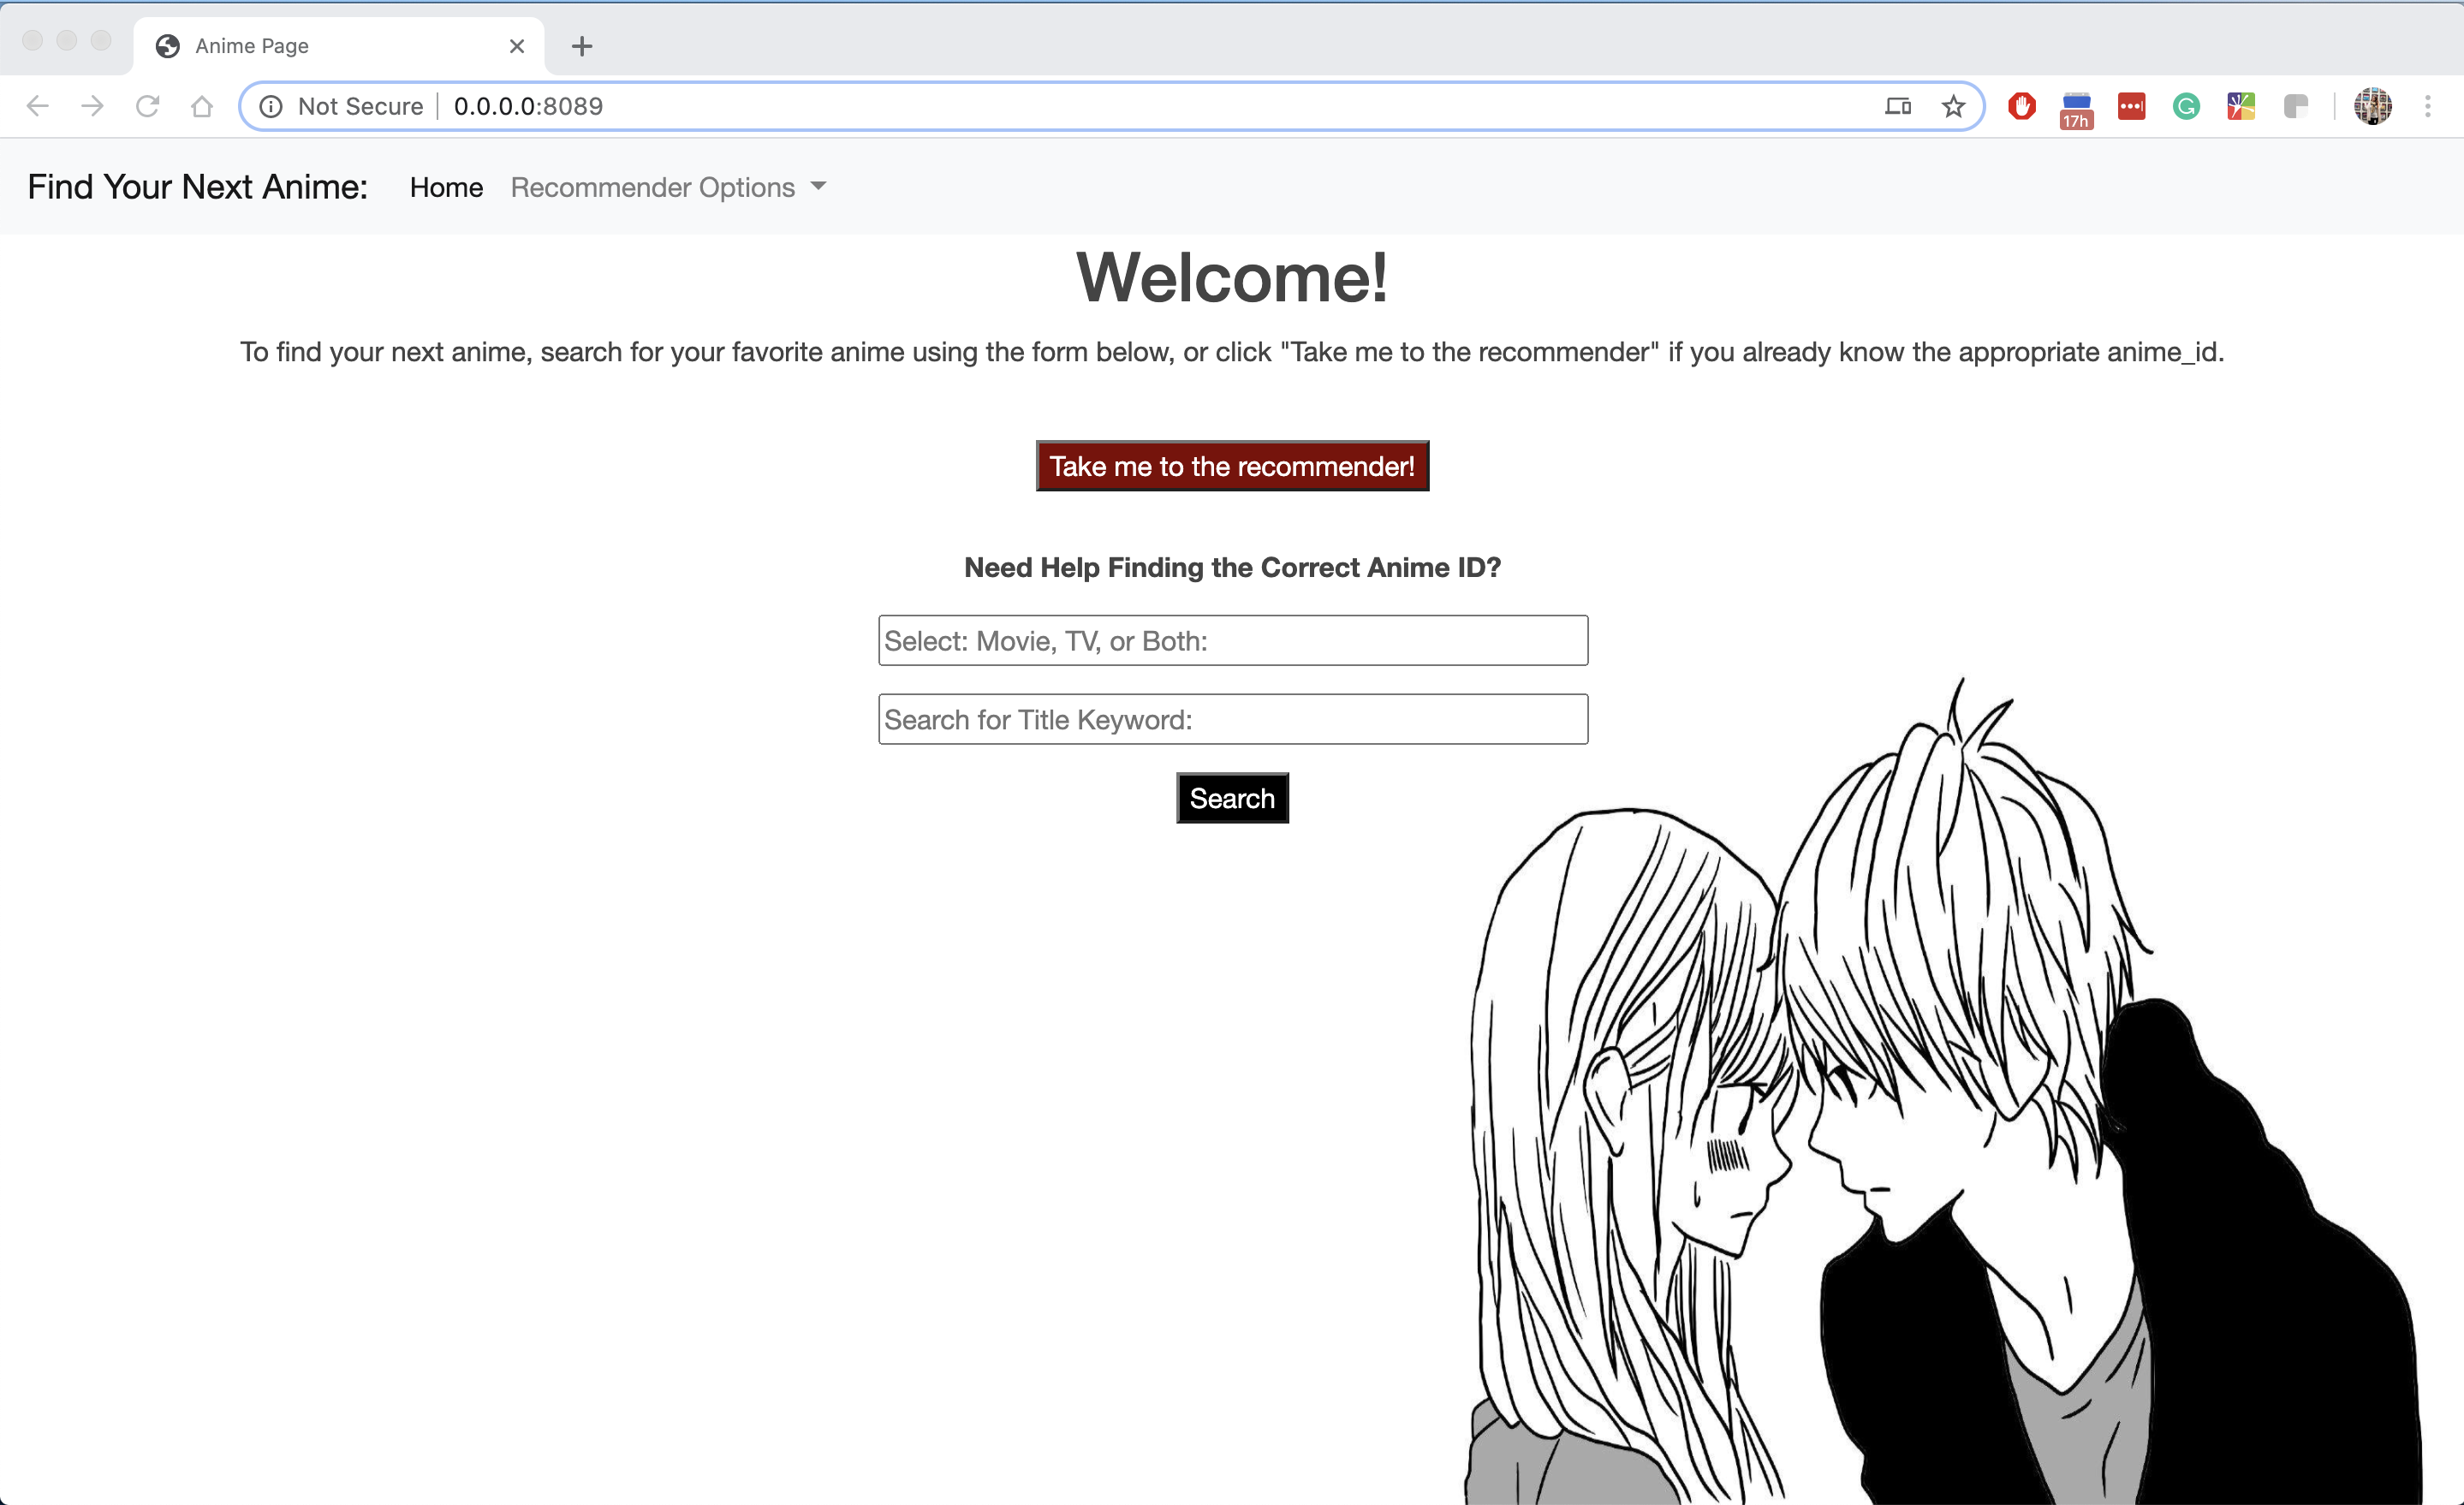 Anime Page
Not Secure 0.0.0.0:8089
17h
Find Your Next Anime: Home Recommender Options
Welcome!
To find your next anime, search for your favorite anime using the form below, or click "Take me to the recommender" if you already know the appropriate anime_id.
Take me to the recommender!
Need Help Finding the Correct Anime ID?
Select: Movie, TV, or Both:
Search for Title Keyword:
Search